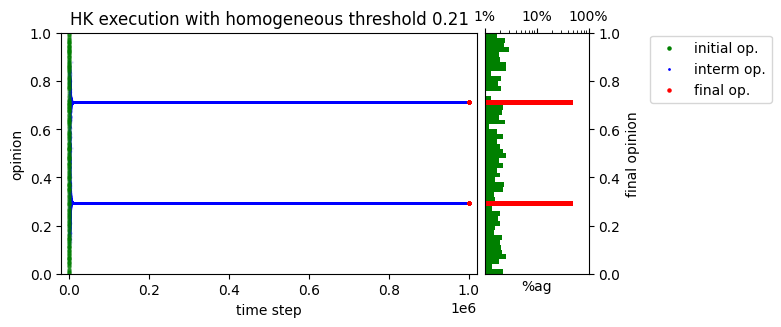 HK execution with homogeneous threshold 0.21
1% 10% 100%
initial op.
interm op.
final op.
1.0
0.8
0.6
0.4
0.2
0.0
opinion
0.0 0.2 0.4 0.6 0.8 1.0
1e6
time step
%ag
1.0
0.8
0.6
0.4
0.2
0.0
final opinion